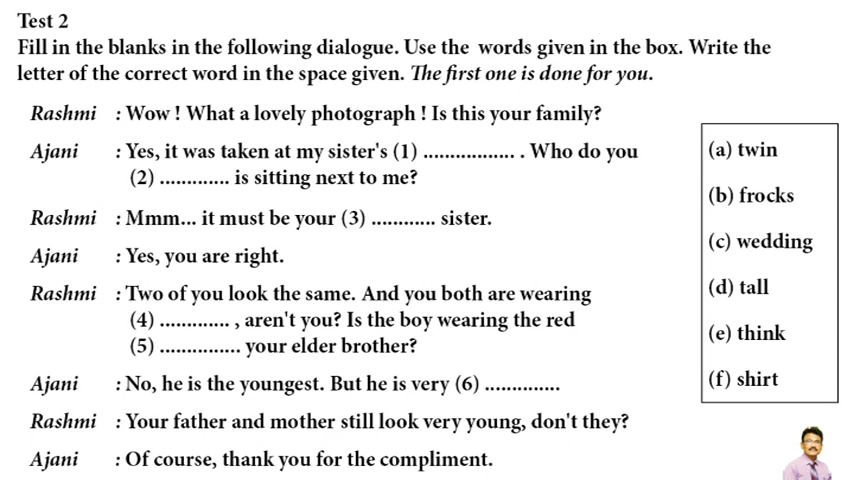 Test 2
Fill in the blanks in the following dialogue. Use the words given in the box. Write the
letter of the correct word in the space given. The first one is done for you.
Rashmi : Wow ! What a lovely photograph ! Is this your family?
Ajani : Yes, it was taken at my sister's (1) ................. . Who do you
(2) ............. is sitting next to me?
Rashmi : Mmm... it must be your (3) ............ sister.
Ajani : Yes, you are right.
Rashmi : Two of you look the same. And you both are wearing
(4) ............. , aren't you? Is the boy wearing the red
(5) ............... your elder brother?
Ajani : No, he is the youngest. But he is very (6) ..............
Rashmi : Your father and mother still look very young, don't they?
Ajani : Of course, thank you for the compliment.
(a) twin
(b) frocks
(c) wedding
(d) tall
(e) think
(f) shirt